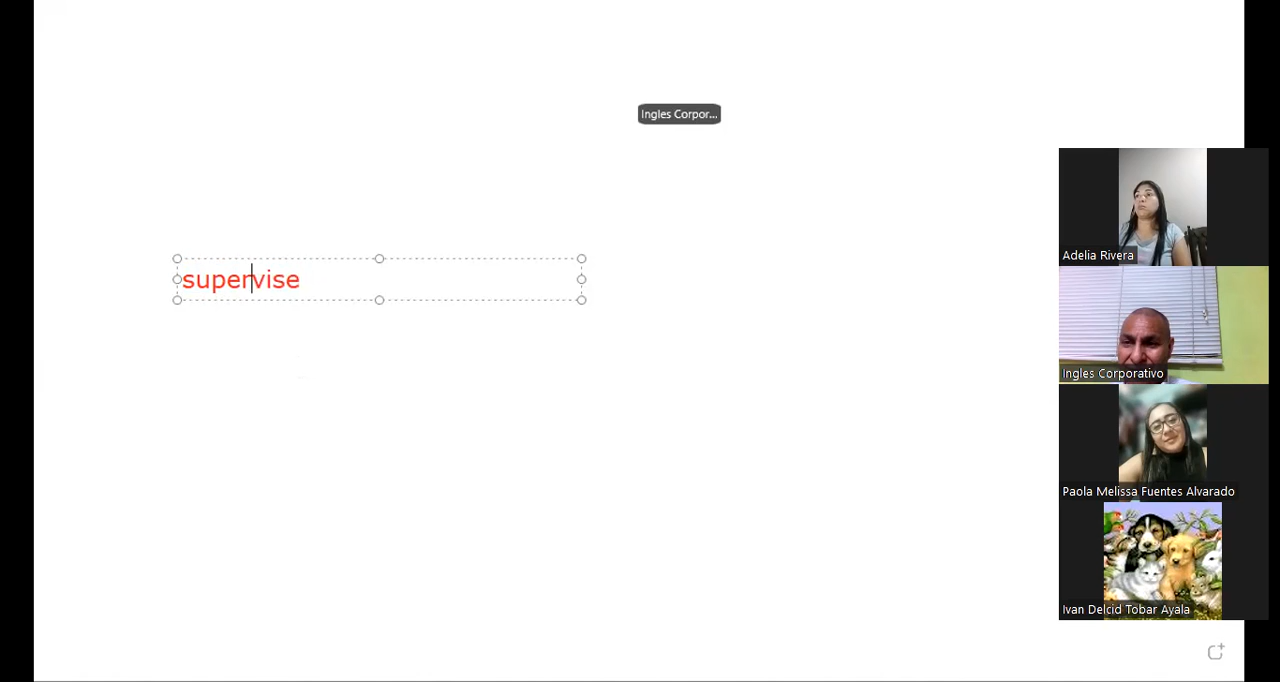 Ingles Corpor...
supervise
Adelia Rivera
Ingles Corporativo
Paola Melissa Fuentes Alvarado
Ivan Delcid Tobar Ayala